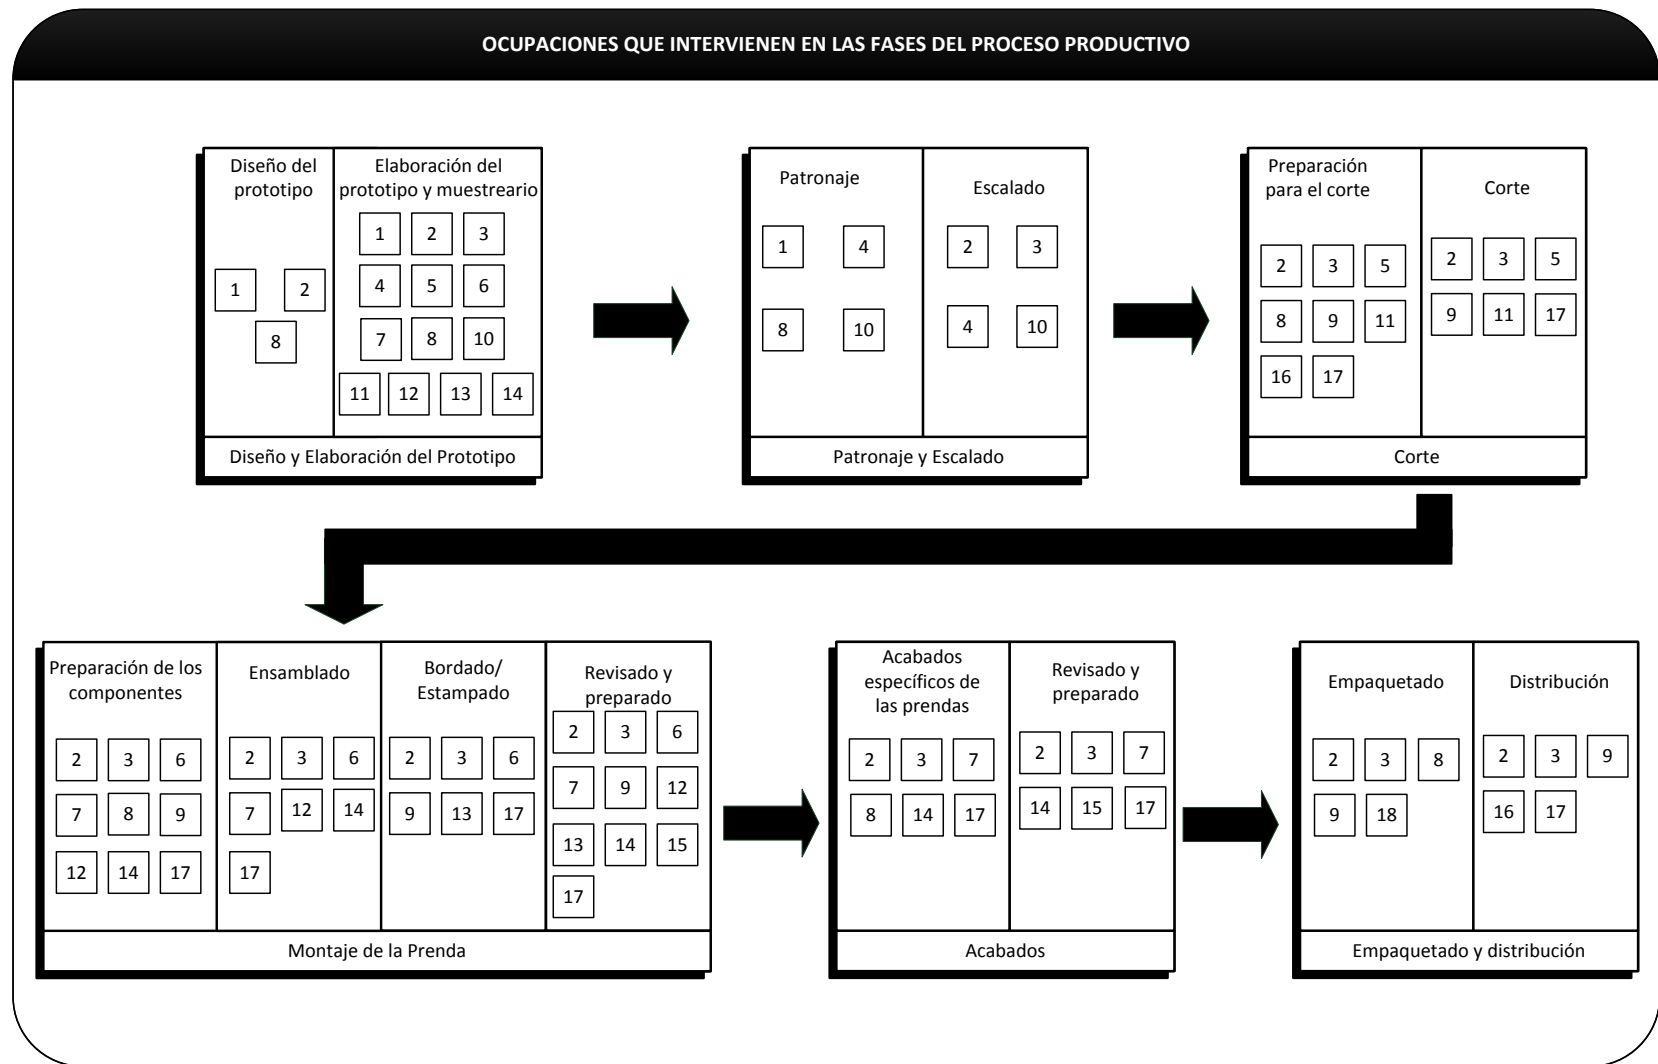 OCUPACIONES QUE INTERVIENEN EN LAS FASES DEL PROCESO PRODUCTIVO
Diseño del
prototipo
1 2
8
Elaboración del
prototipo y muestreario
1 2 3
4 5 6
7 8 10
11 12 13 14
Diseño y Elaboración del Prototipo
Patronaje
1 4
8 10
Escalado
2 3
4 10
Patronaje y Escalado
Preparación
para el corte
2 3 5
8 9 11
16 17
Corte
2 3 5
9 11 17
Corte
Preparación de los
componentes
2 3 6
7 8 9
12 14 17
Ensamblado
2 3 6
7 12 14
17
Bordado/
Estampado
2 3 6
9 13 17
Revisado y
preparado
2 3 6
7 9 12
13 14 15
17
Montaje de la Prenda
Acabados
específicos de
las prendas
2 3 7
8 14 17
Revisado y
preparado
2 3 7
14 15 17
Acabados
Empaquetado
2 3 8
9 18
Distribución
2 3 9
16 17
Empaquetado y distribución